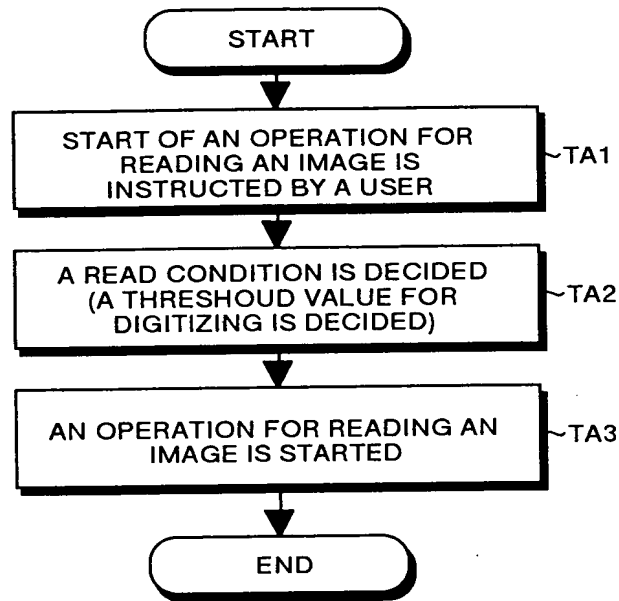 START
START OF AN OPERATION FOR
READING AN IMAGE IS
INSTRUCTED BY A USER
TA1
A READ CONDITION IS DECIDED
(A THRESHOUD VALUE FOR
DIGITIZING IS DECIDED)
TA2
AN OPERATION FOR READING AN
IMAGE IS STARTED
TA3
END